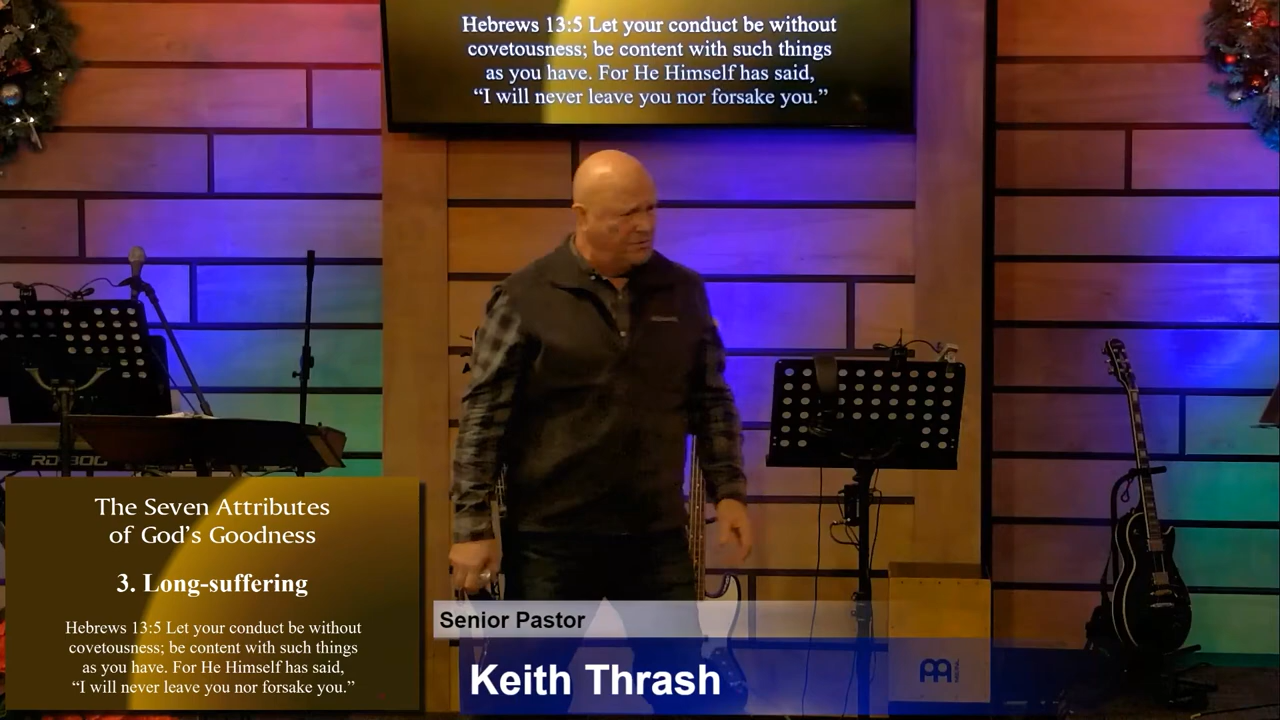 Hebrews 13:5 Let your conduct be without
covetousness; be content with such things
as you have. For He Himself has said,
“I will never leave you nor forsake you.”
RD-800
The Seven Attributes
of God’s Goodness
3. Long-suffering
Hebrews 13:5 Let your conduct be without
covetousness; be content with such things
as you have. For He Himself has said,
“I will never leave you nor forsake you.”
Senior Pastor
Keith Thrash